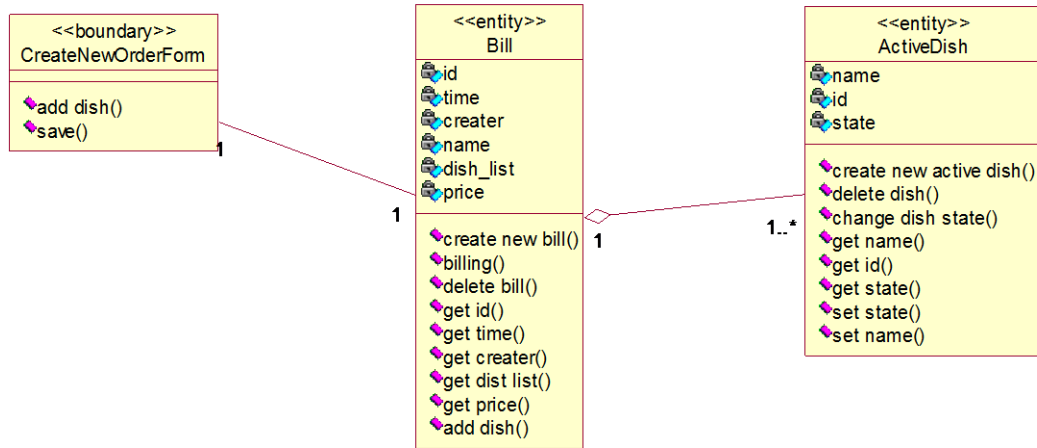 <<boundary>>
CreateNewOrderForm
add dish()
save()
1
<<entity>>
Bill
id
time
creater
name
dish_list
price
create new bill()
billing()
delete bill()
get id()
get time()
get creater()
get dist list()
get price()
add dish()
1
1
1..*
<<entity>>
ActiveDish
name
id
state
create new active dish()
delete dish()
change dish state()
get name()
get id()
get state()
set state()
set name()